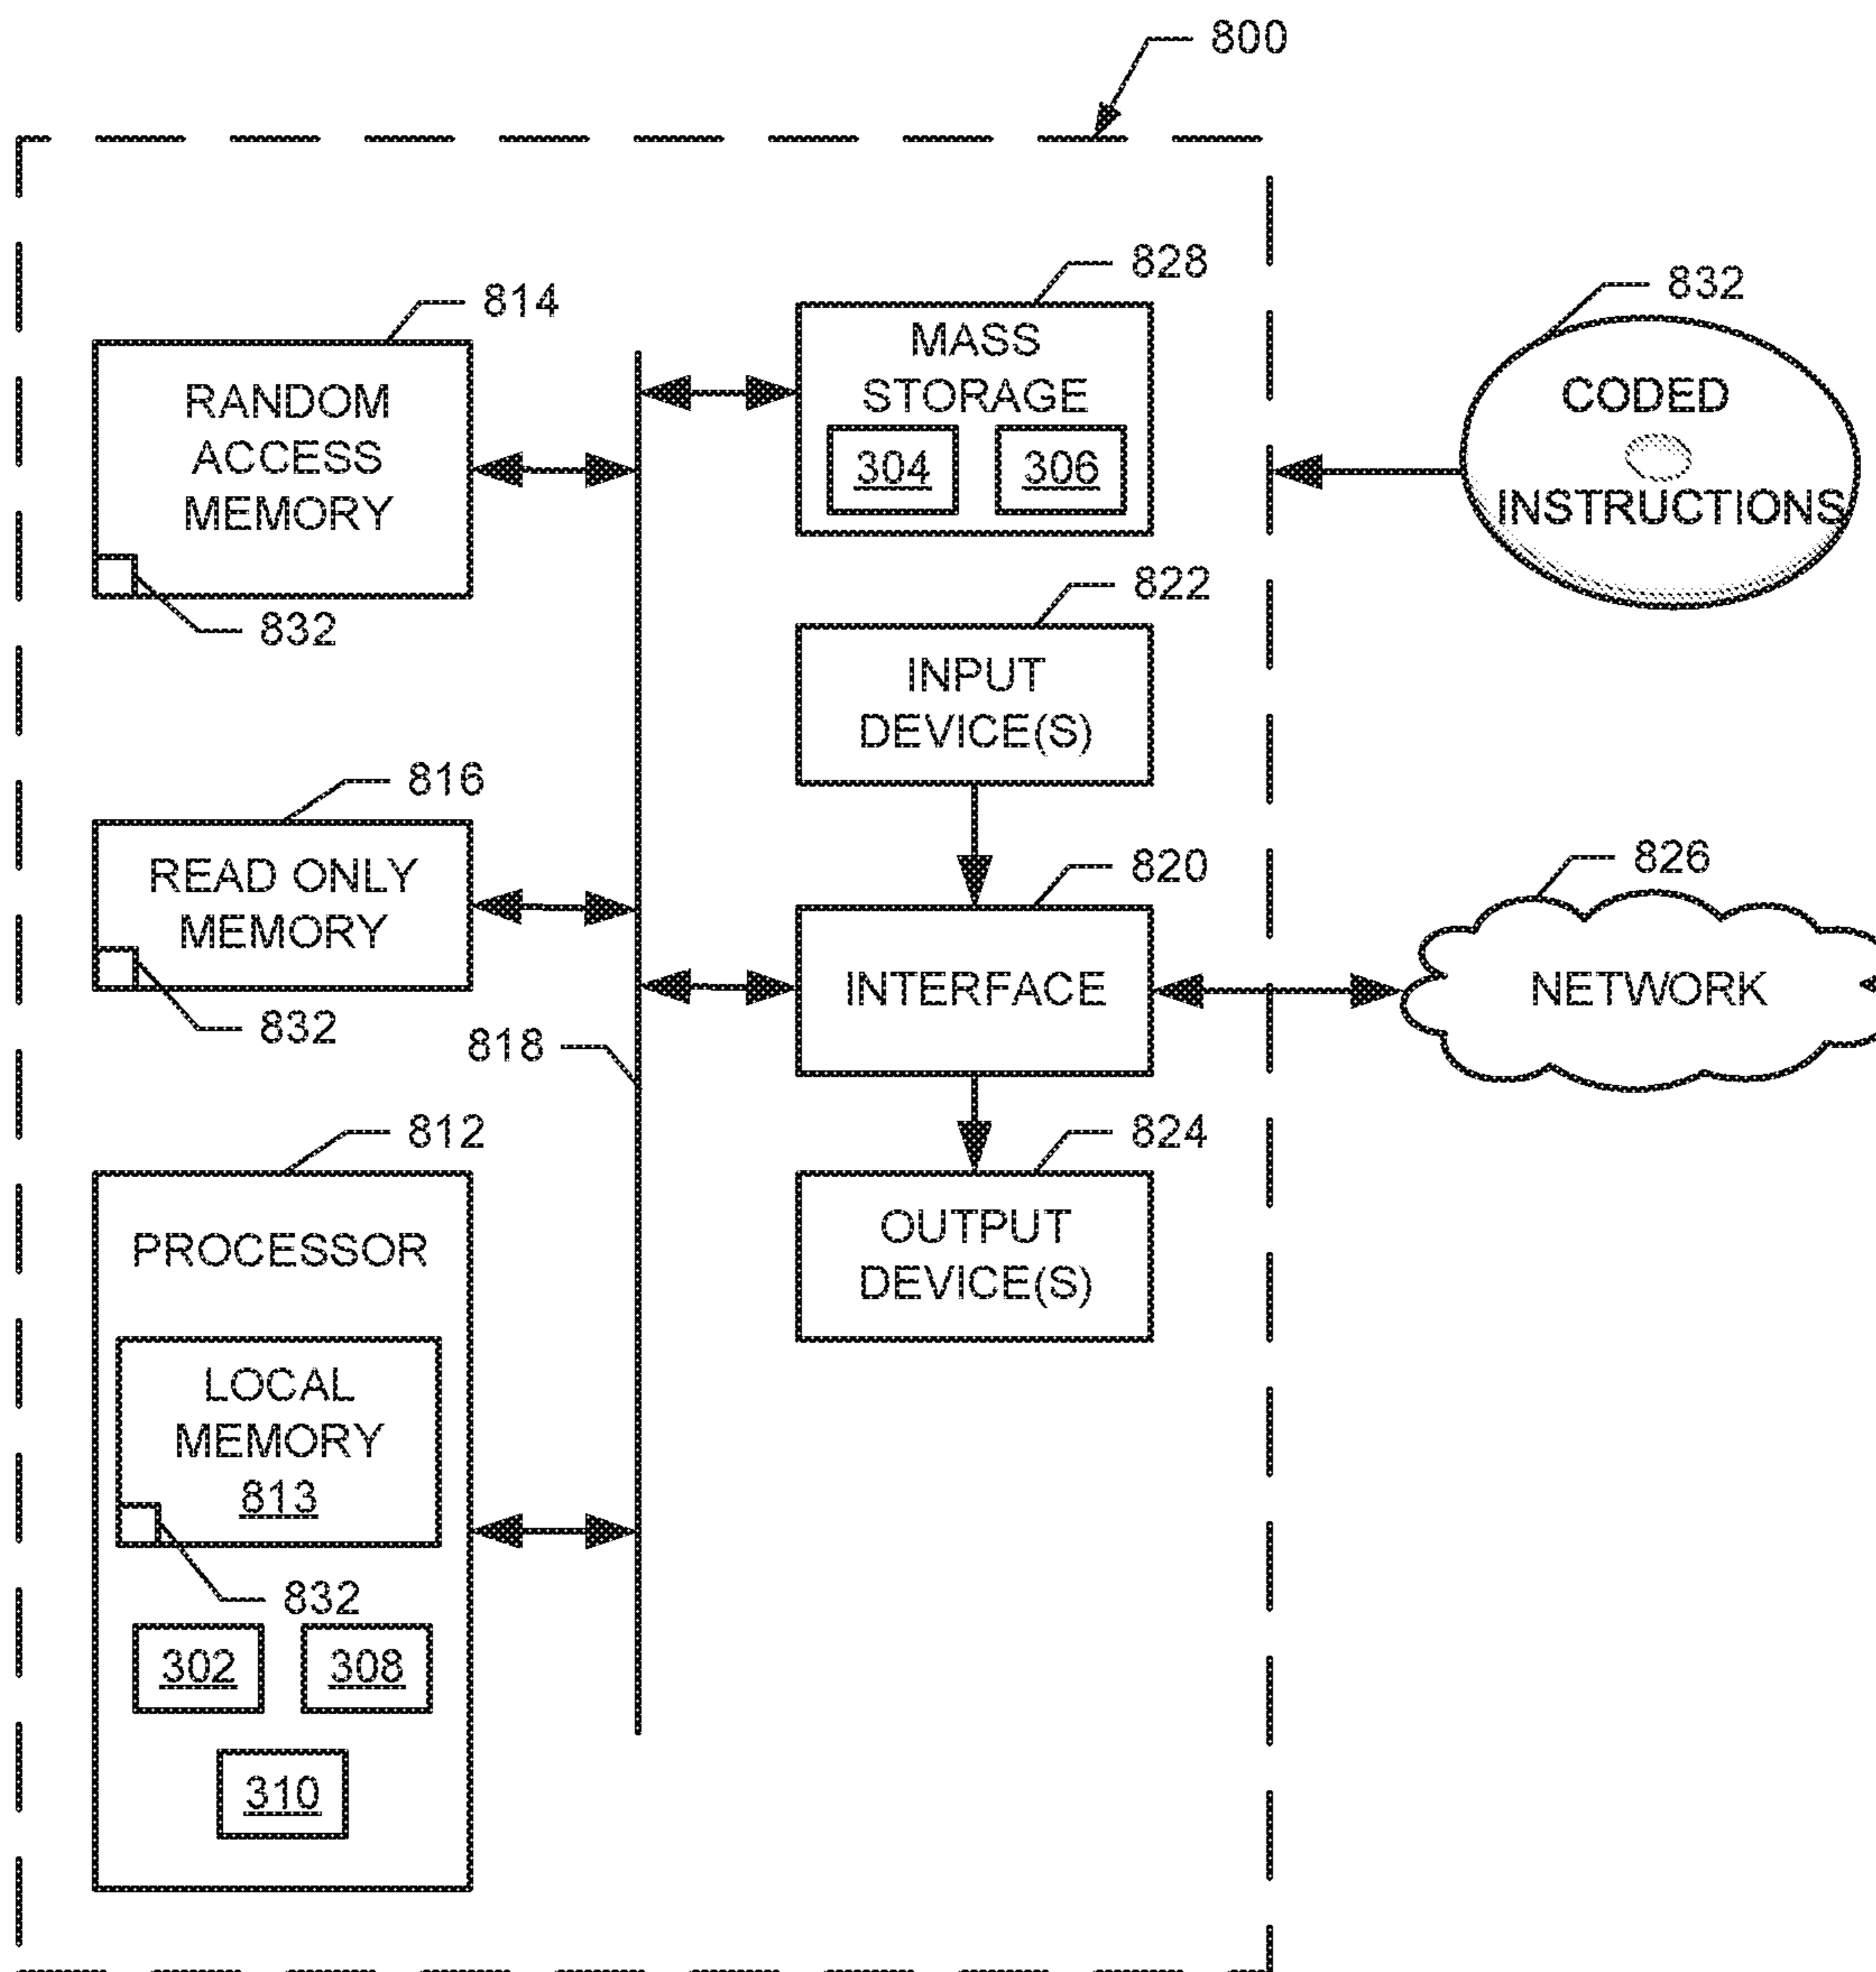 800
814
RANDOM
ACCESS
MEMORY
832
828
MASS
STORAGE
304 306
832
CODED
INSTRUCTIONS
822
INPUT
DEVICE(S)
816
READ ONLY
MEMORY
832
818
820
INTERFACE
826
NETWORK
812
PROCESSOR
LOCAL
MEMORY
813
832
302 308
310
824
OUTPUT
DEVICE(S)